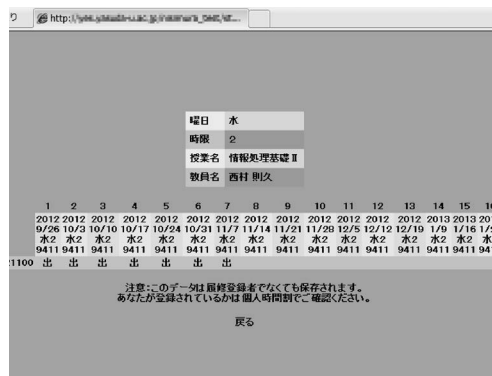 り http:
曜日 水
時限 2
授業名 情報処理基礎Ⅱ
教員名 西村 則久
1 2 3 4 5 6 7 8 9 10 11 12 13 14 15
2012 2012 2012 2012 2012 2012 2012 2012 2012 2012 2012 2012 2012 2013 2013
9/26 10/3 10/10 10/17 10/24 10/31 11/7 11/14 11/21 11/28 12/5 12/12 12/19 1/9 1/16
水2 水2 水2 水2 水2 水2 水2 水2 水2 水2 水2 水2 水2 水2 水2
9411 9411 9411 9411 9411 9411 9411 9411 9411 9411 9411 9411 9411 9411 9411
1100 出 出 出 出 出 出 出
注意:このデータは履修登録者でなくても保存されます。
あなたが登録されているかは個人時間割でご確認ください。
戻る